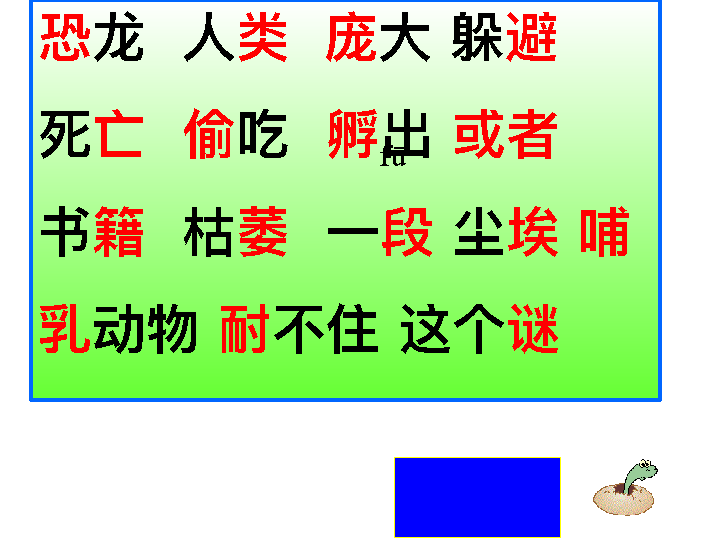 恐龙 人类 庞大 躲避
死亡 偷吃 孵出 或者
fū
书籍 枯萎 一段 尘埃 哺
乳动物 耐不住 这个谜